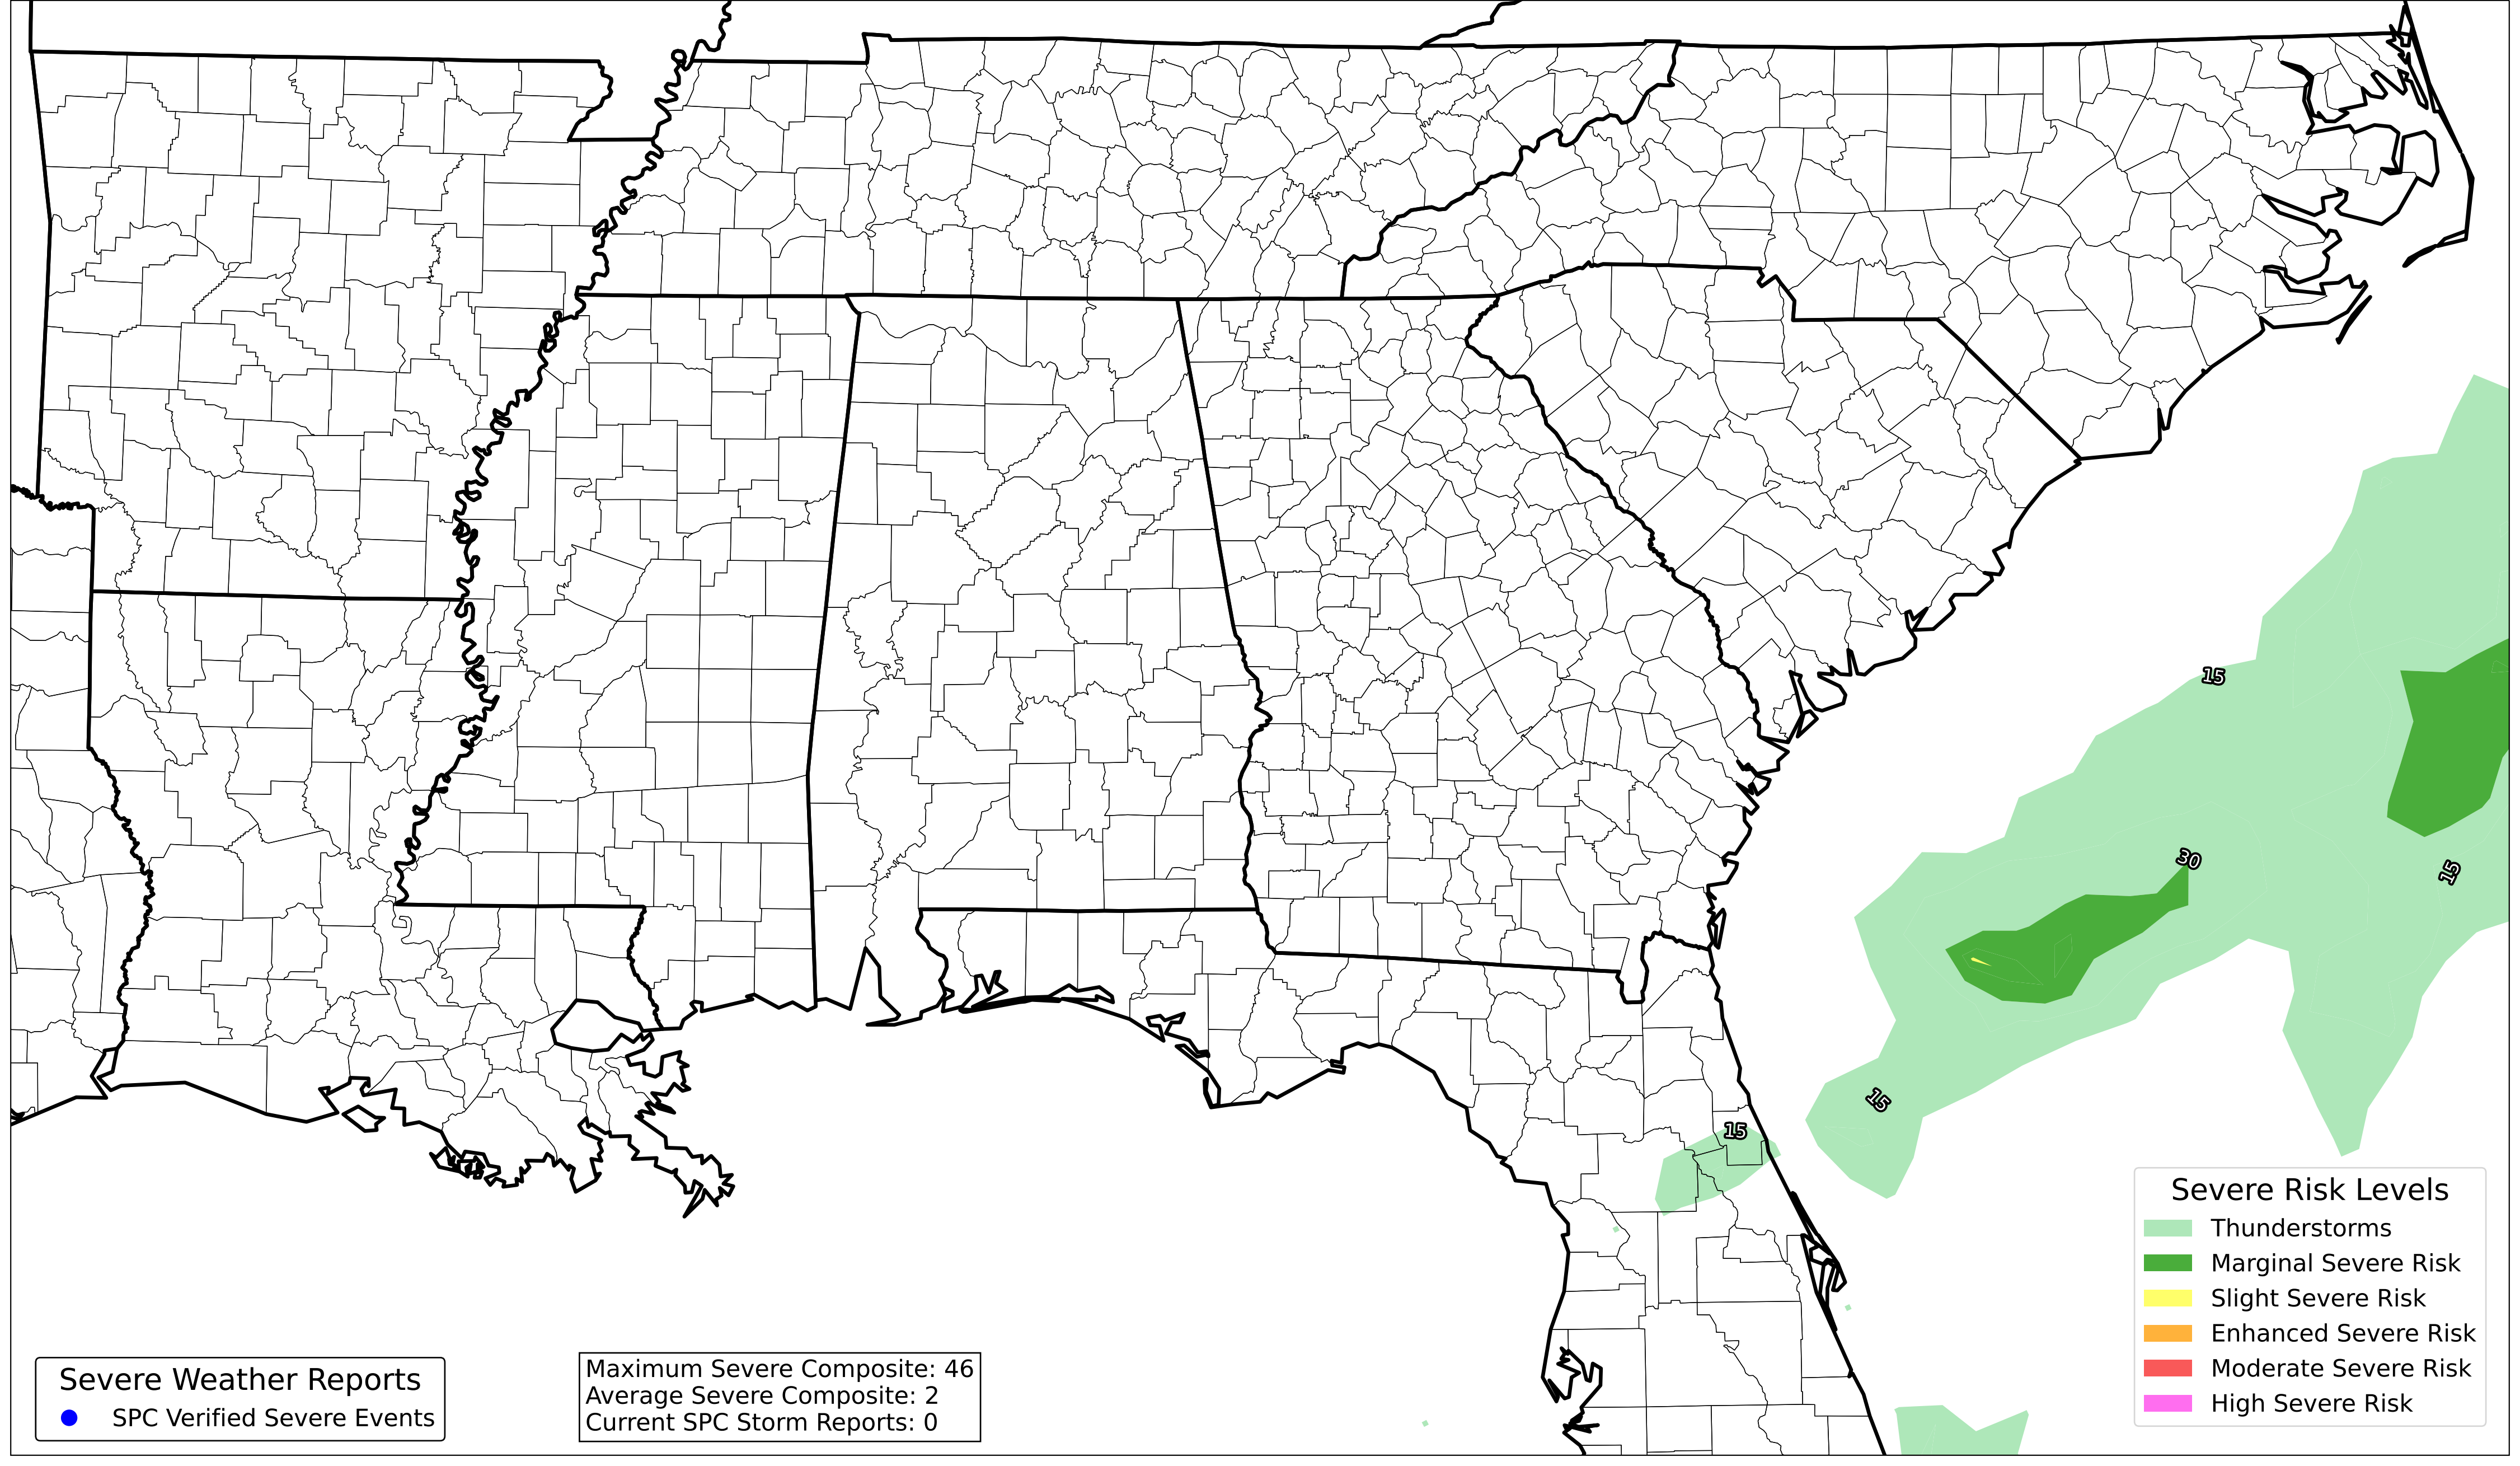 15
30
15
15
15
Severe Risk Levels
Thunderstorms
Marginal Severe Risk
Slight Severe Risk
Enhanced Severe Risk
Moderate Severe Risk
High Severe Risk
Severe Weather Reports
SPC Verified Severe Events
Maximum Severe Composite: 46
Average Severe Composite: 2
Current SPC Storm Reports: 0